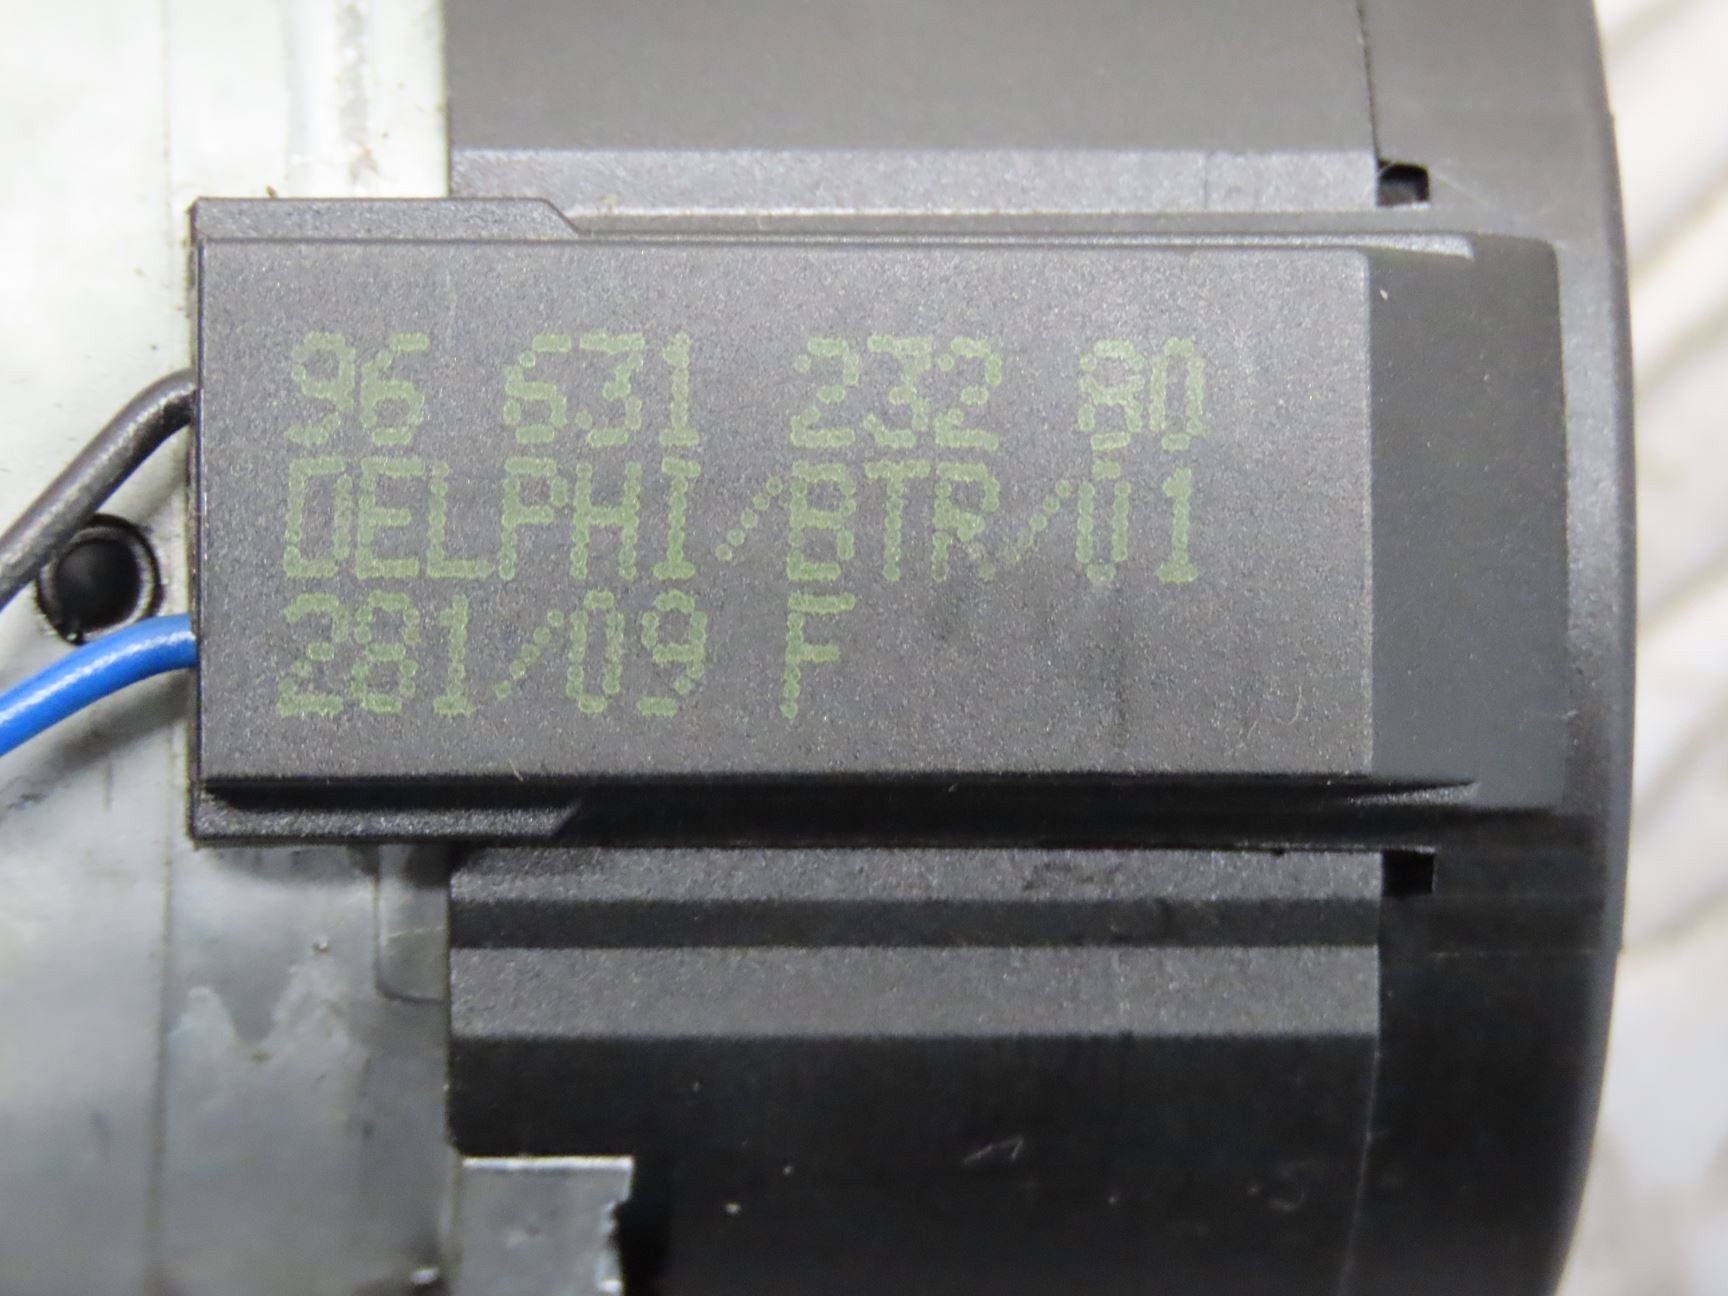 96 631 232 80
DELPHI/BTR/01
281/09 F